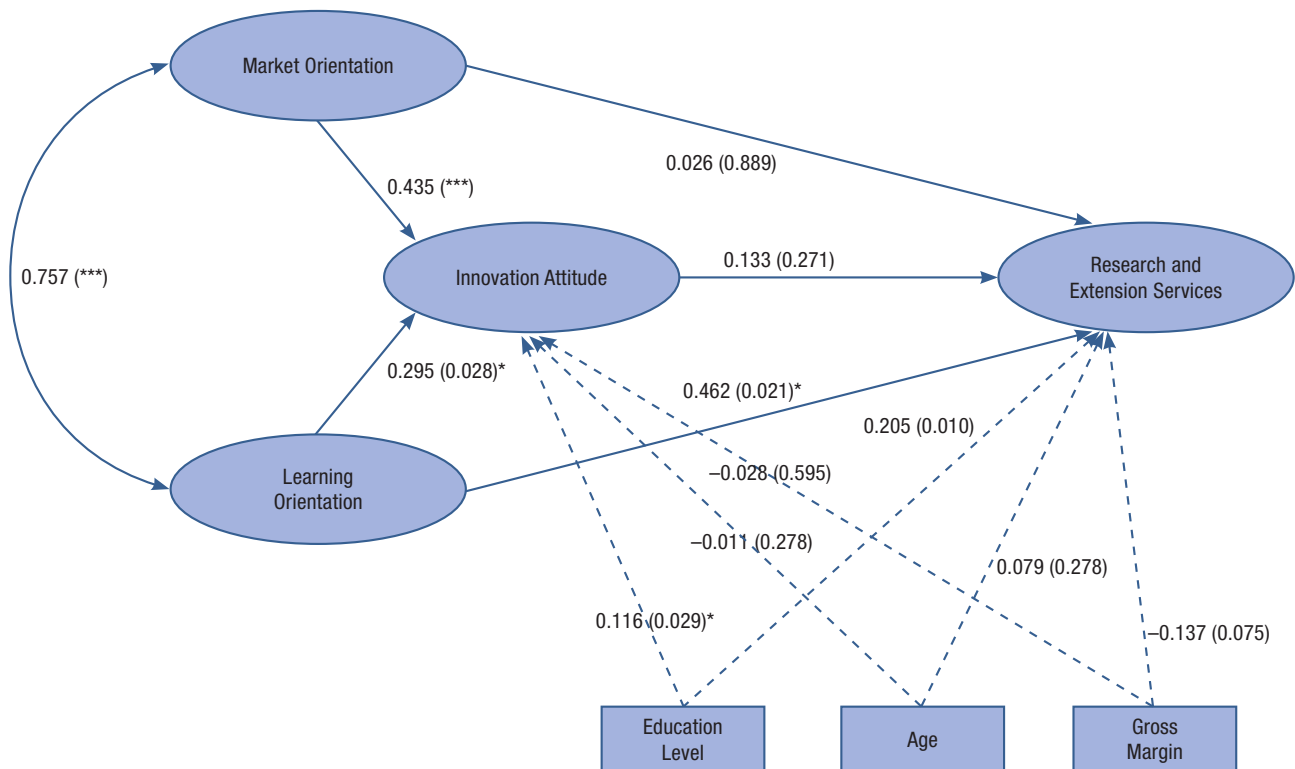 Market Orientation
0.026 (0.889)
0.435 (***)
0.757 (***)
Innovation Attitude
0.133 (0.271)
Research and
Extension Services
0.295 (0.028)*
0.462 (0.021)*
0.205 (0.010)
Learning
Orientation
–0.028 (0.595)
–0.011 (0.278)
0.079 (0.278)
0.116 (0.029)*
–0.137 (0.075)
Education
Level
Age
Gross
Margin